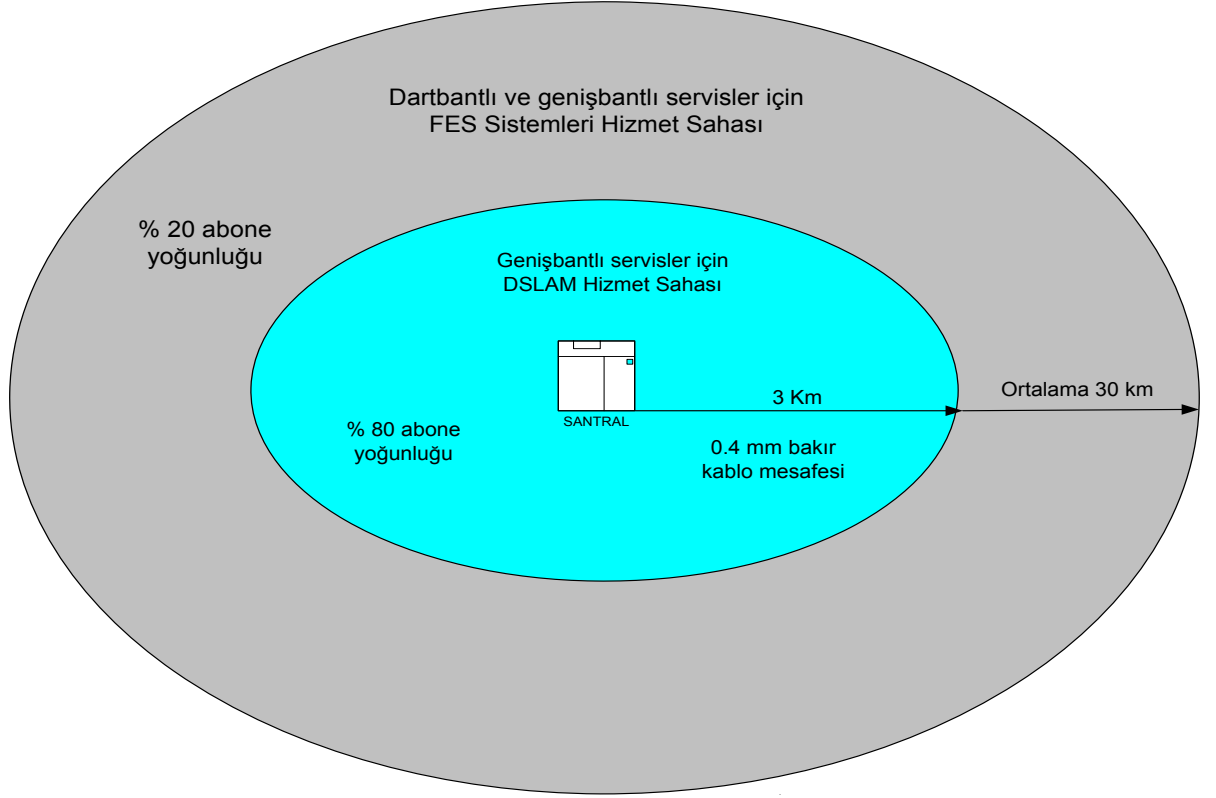 Dartbantlı ve genişbantlı servisler için
FES Sistemleri Hizmet Sahası
% 20 abone
yoğunluğu
Genişbantlı servisler için
DSLAM Hizmet Sahası
SANTRAL
3 Km
Ortalama 30 km
% 80 abone
yoğunluğu
0.4 mm bakır
kablo mesafesi